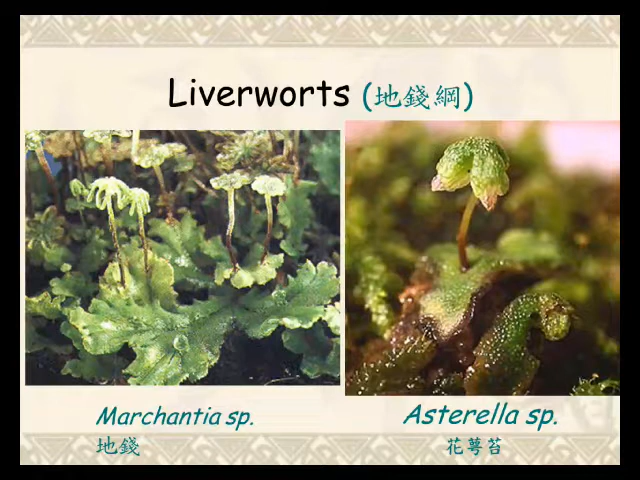 Liverworts (地錢綱)
Marchantia sp.
地錢
Asterella sp.
花萼苔